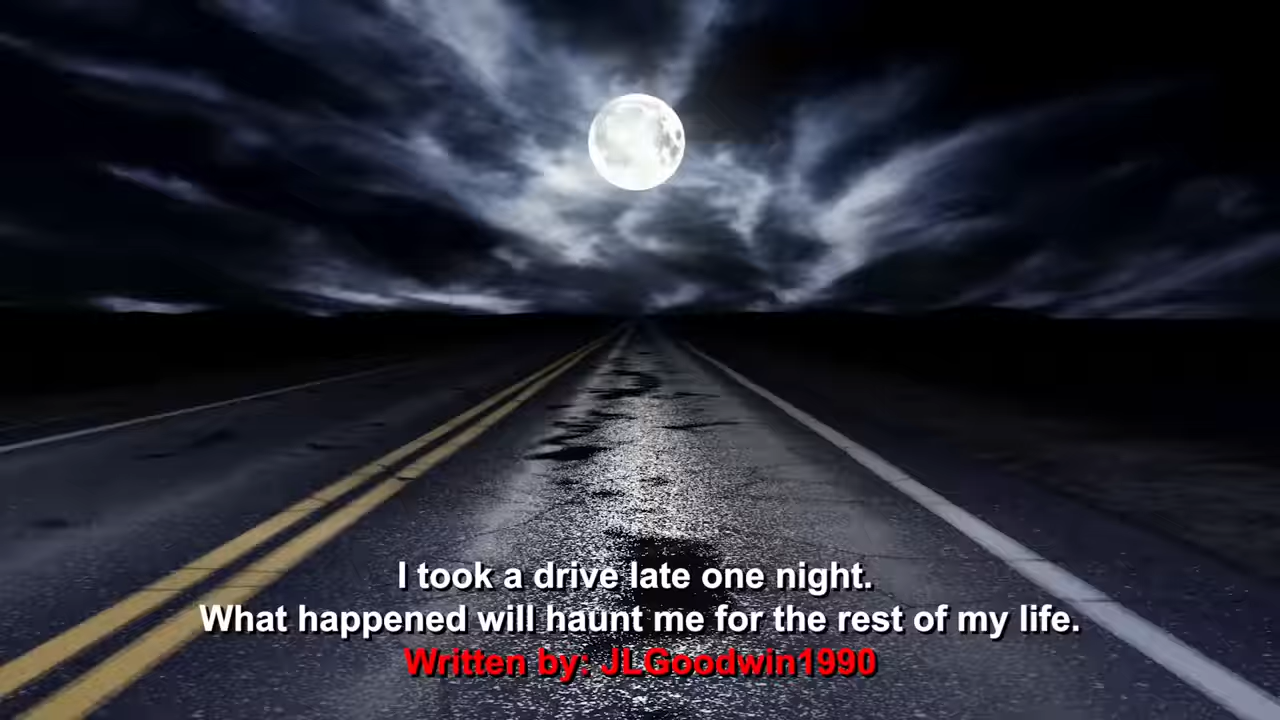 I took a drive late one night.
What happened will haunt me for the rest of my life.
Written by: JLGoodwin1990